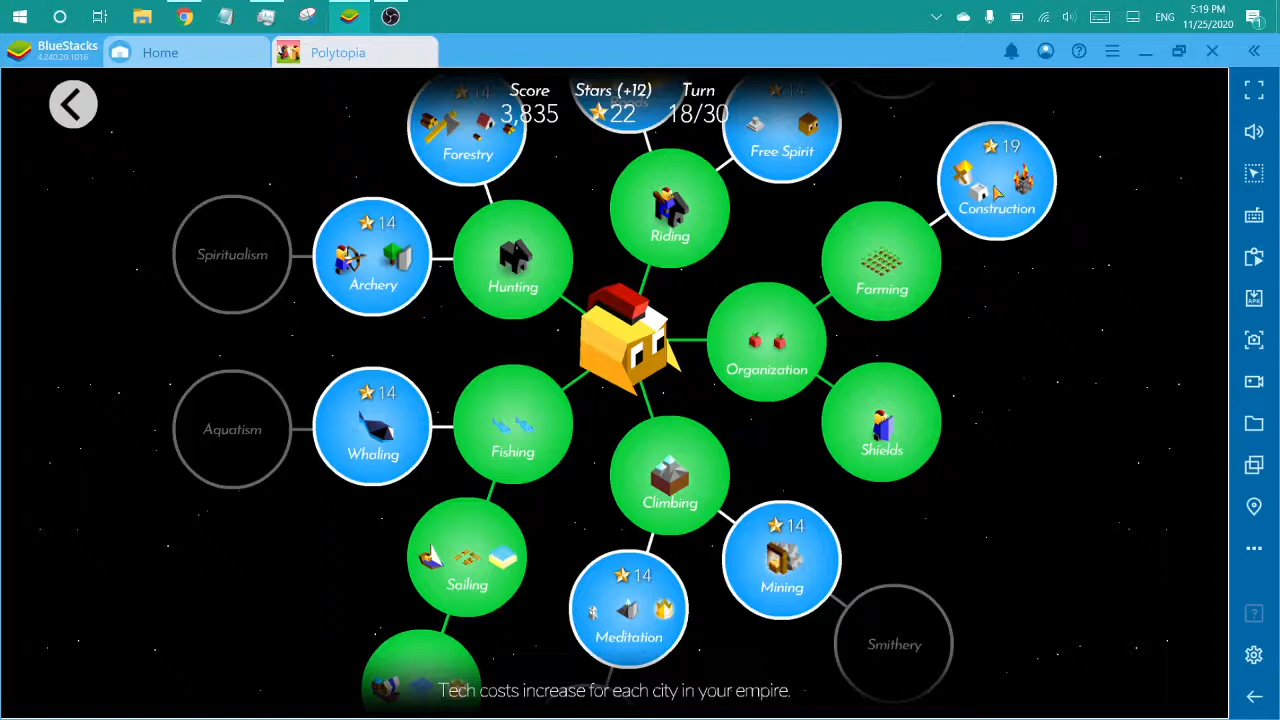 5:19 PM
ENG
11/25/2020
1
BlueStacks
4.240.20.1016
Home
Polytopia
Score
3,835
Stars (+12)
22
Turn
18/30
14
Forestry
14
Free Spirit
19
Construction
Riding
Spiritualism
14
Archery
Hunting
Farming
Organization
Aquatism
14
Whaling
Fishing
Climbing
Shields
Sailing
14
Meditation
14
Mining
Smithery
Tech costs increase for each city in your empire.